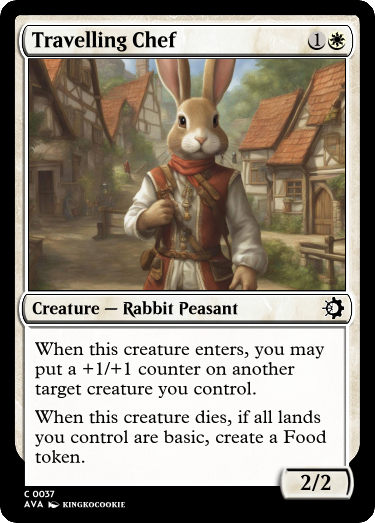 Travelling Chef 1
Creature — Rabbit Peasant
When this creature enters, you may
put a +1/+1 counter on another
target creature you control.
When this creature dies, if all lands
you control are basic, create a Food
token.
2/2
C 0037
AVA KINGKOCOOKIE